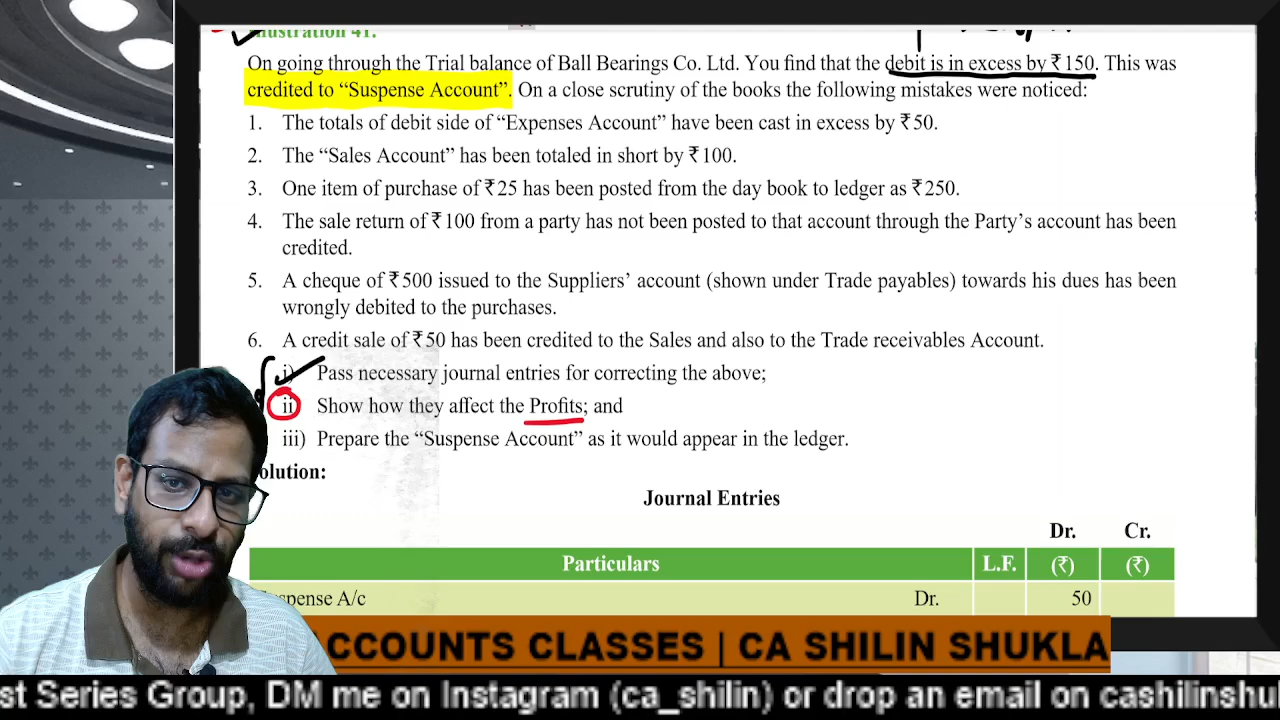 Illustration 41:
On going through the Trial balance of Ball Bearings Co. Ltd. You find that the debit is in excess by ₹150. This was
credited to “Suspense Account”. On a close scrutiny of the books the following mistakes were noticed:
1. The totals of debit side of “Expenses Account” have been cast in excess by ₹50.
2. The “Sales Account” has been totaled in short by ₹100.
3. One item of purchase of ₹25 has been posted from the day book to ledger as ₹250.
4. The sale return of ₹100 from a party has not been posted to that account through the Party’s account has been
credited.
5. A cheque of ₹500 issued to the Suppliers’ account (shown under Trade payables) towards his dues has been
wrongly debited to the purchases.
6. A credit sale of ₹50 has been credited to the Sales and also to the Trade receivables Account.
i) Pass necessary journal entries for correcting the above;
ii Show how they affect the Profits; and
iii) Prepare the “Suspense Account” as it would appear in the ledger.
olution:
Journal Entries
Dr. Cr.
Particulars L.F. (₹) (₹)
spense A/c Dr. 50
CCOUNTS CLASSES | CA SHILIN SHUKLA
st Series Group, DM me on Instagram (ca_shilin) or drop an email on cashilinshu